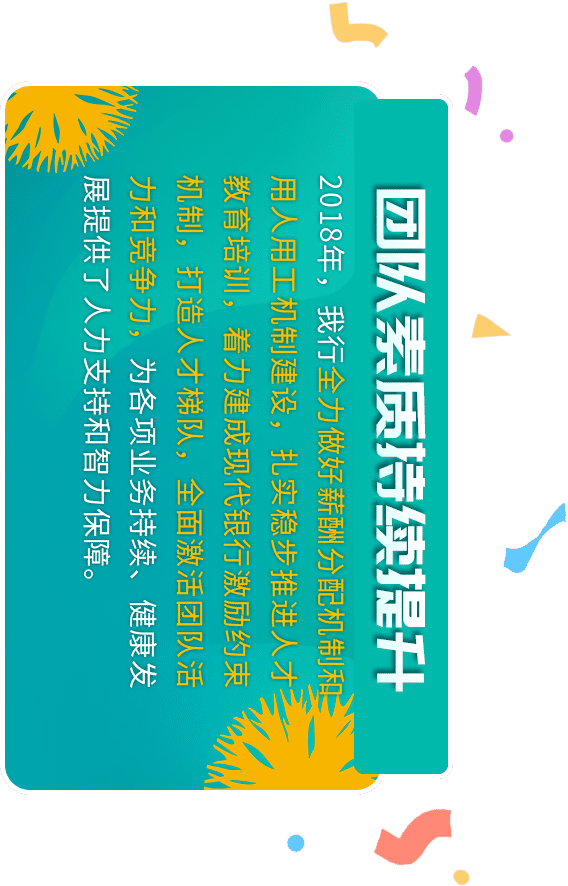 团队素质持续提升
2018年，我行全力做好薪酬分配机制和
用人用工机制建设，扎实稳步推进人才
教育培训，着力建成现代银行激励约束
机制，打造人才梯队，全面激活团队活
力和竞争力，为各项业务持续、健康发
展提供了人力支持和智力保障。